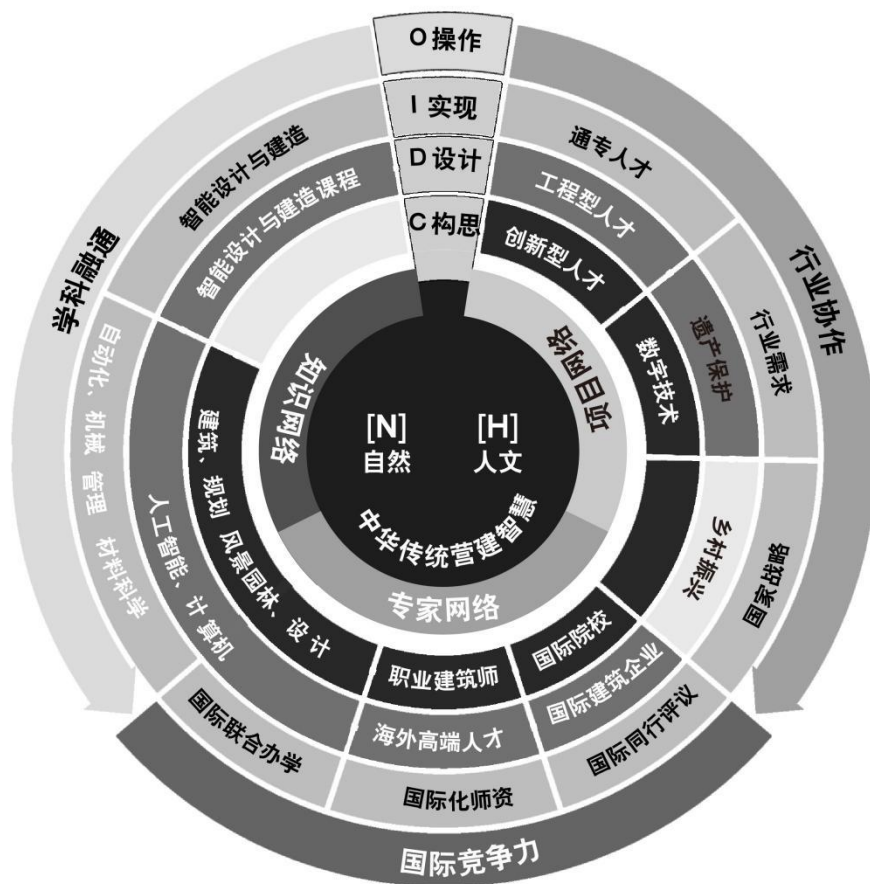 O 操作
I 实现
D 设计
C 构思
通专人才
工程型人才
创新型人才
行业协作
行业需求
遗产保护
数字技术
国家战略
乡村振兴
智能设计与建造
智能设计与建造课程
通融科学
自动化、机械 管理 材料科学
人工智能、计算机
建筑、规划 风景园林、设计
知识网络
项目网络
专家网络
[N]
自然
[H]
人文
中华传统营建智慧
职业建筑师
国际院校
海外高端人才
国际建筑企业
国际联合办学
国际化师资
国际同行评议
国际竞争力